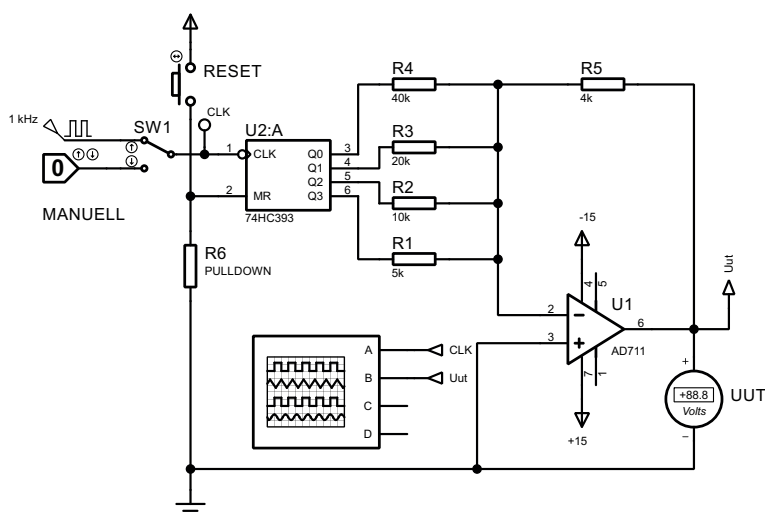 RESET
1 kHz
SW1
CLK
0
MANUELL
R6
PULLDOWN
U2:A
1
CLK
2
MR
Q0
3
Q1
4
Q2
5
Q3
6
74HC393
R4
40k
R3
20k
R2
10k
R1
5k
R5
4k
-15
4
5
U1
2
3
6
AD711
7
1
+15
Uut
A
CLK
B
Uut
C
D
+
+88.8
Volts
UUT
−